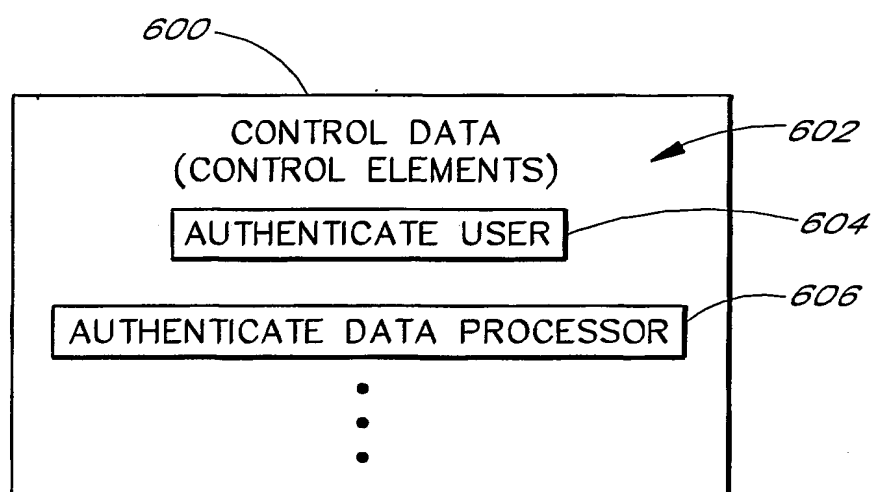 600
CONTROL DATA
(CONTROL ELEMENTS)
602
AUTHENTICATE USER
604
606
AUTHENTICATE DATA PROCESSOR